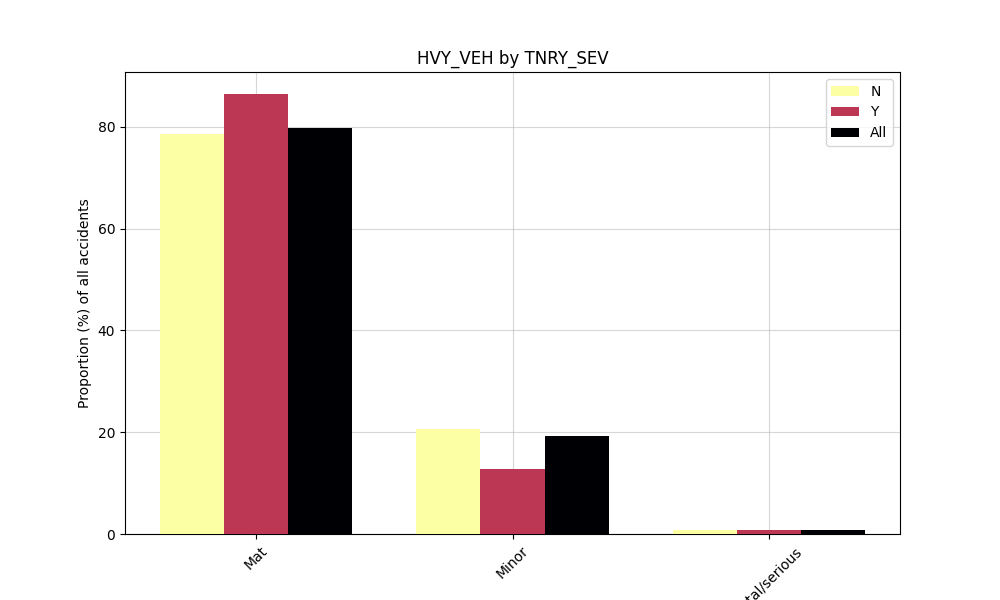 HVY_VEH by TNRY_SEV
N
Y
All
Proportion (%) of all accidents
80
60
40
20
0
Mat
Minor
tal/serious